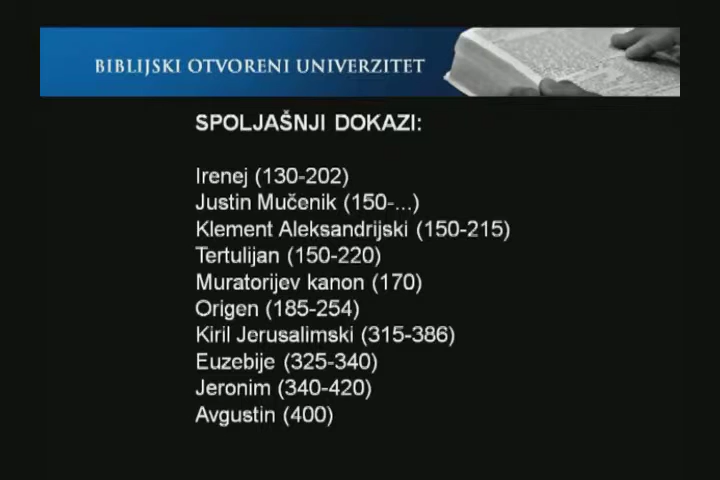 BIBLIJSKI OTVORENI UNIVERZITET
SPOLJAŠNJI DOKAZI:
Irenej (130-202)
Justin Mučenik (150-...)
Klement Aleksandrijski (150-215)
Tertulijan (150-220)
Muratorijev kanon (170)
Origen (185-254)
Kiril Jerusalimski (315-386)
Euzebije (325-340)
Jeronim (340-420)
Avgustin (400)